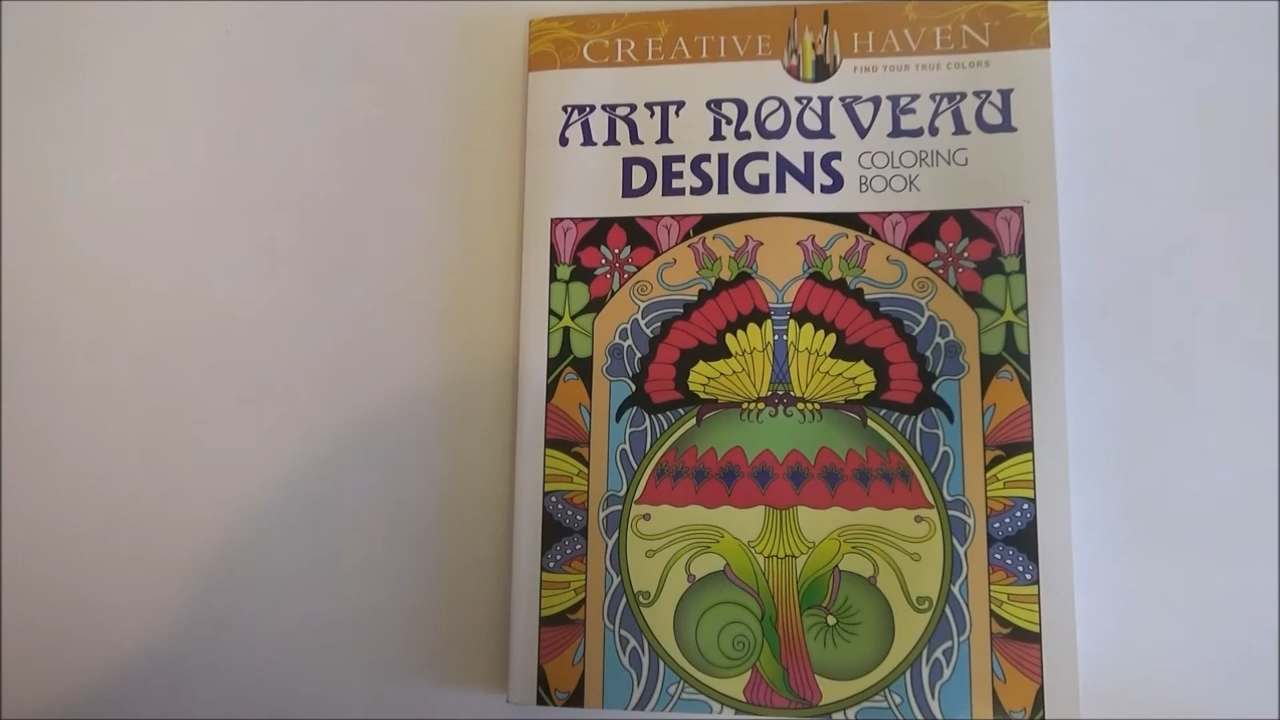 CREATIVE HAVEN®
FIND YOUR TRUE COLORS
ART NOUVEAU
DESIGNS COLORING
BOOK